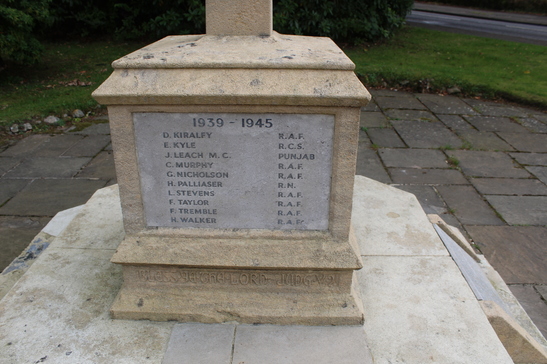 1939 - 1945
D. KIRALFY R.A.F.
E. KYLE R.C.S.
J. LEACH M.C. PUNJAB
C. MURPHY R.A.F.
G. NICHOLSON R.A.F.
H. PALLIASER R.N.
L. STEVENS R.A.F.
F. TAYLOR R.A.F.
F. TREMBLE R.A.F.
H. WALKER R.A.F.